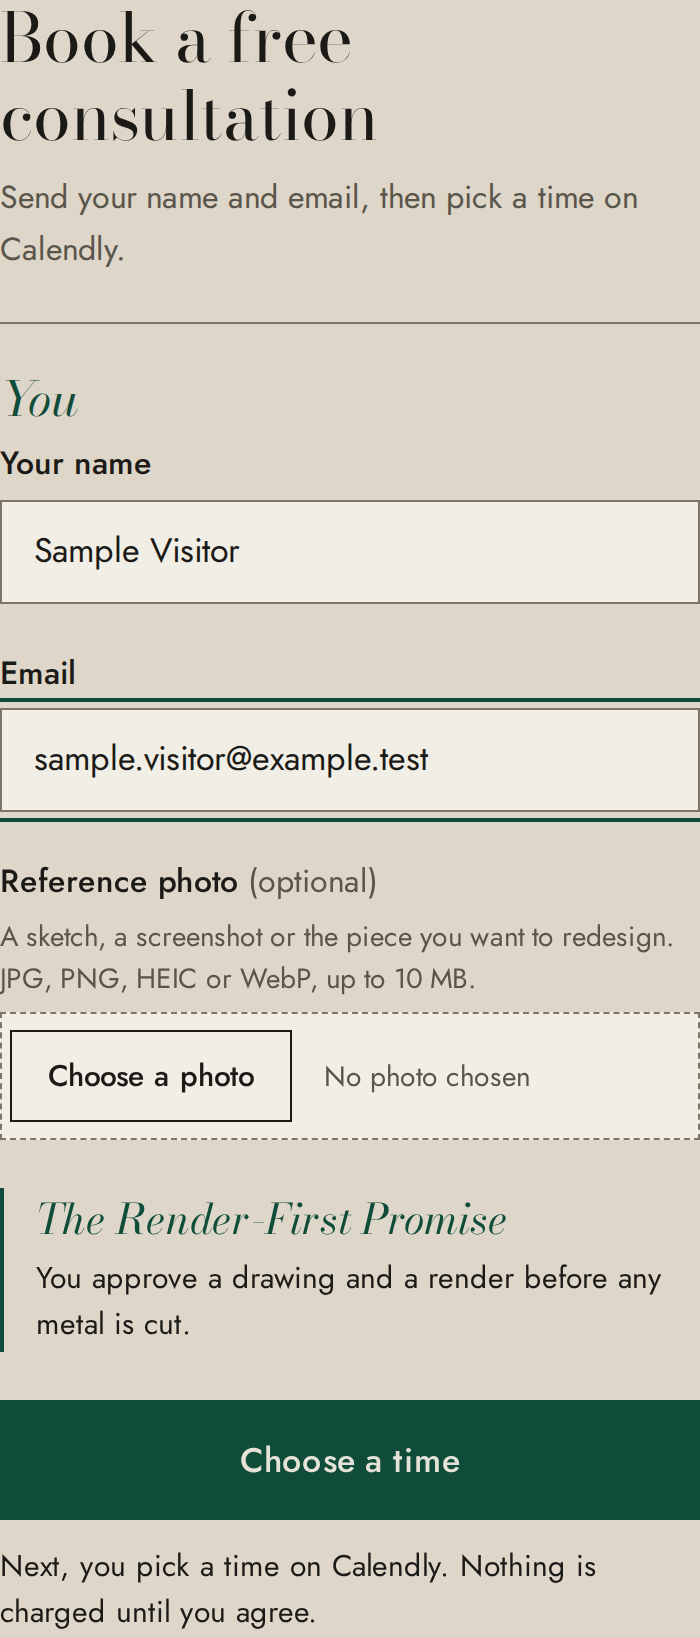 Book a free
consultation
Send your name and email, then pick a time on
Calendly.
You
Your name
Sample Visitor
Email
sample.visitor@example.test
Reference photo (optional)
A sketch, a screenshot or the piece you want to redesign.
JPG, PNG, HEIC or WebP, up to 10 MB.
Choose a photo No photo chosen
The Render-First Promise
You approve a drawing and a render before any
metal is cut.
Choose a time
Next, you pick a time on Calendly. Nothing is
charged until you agree.